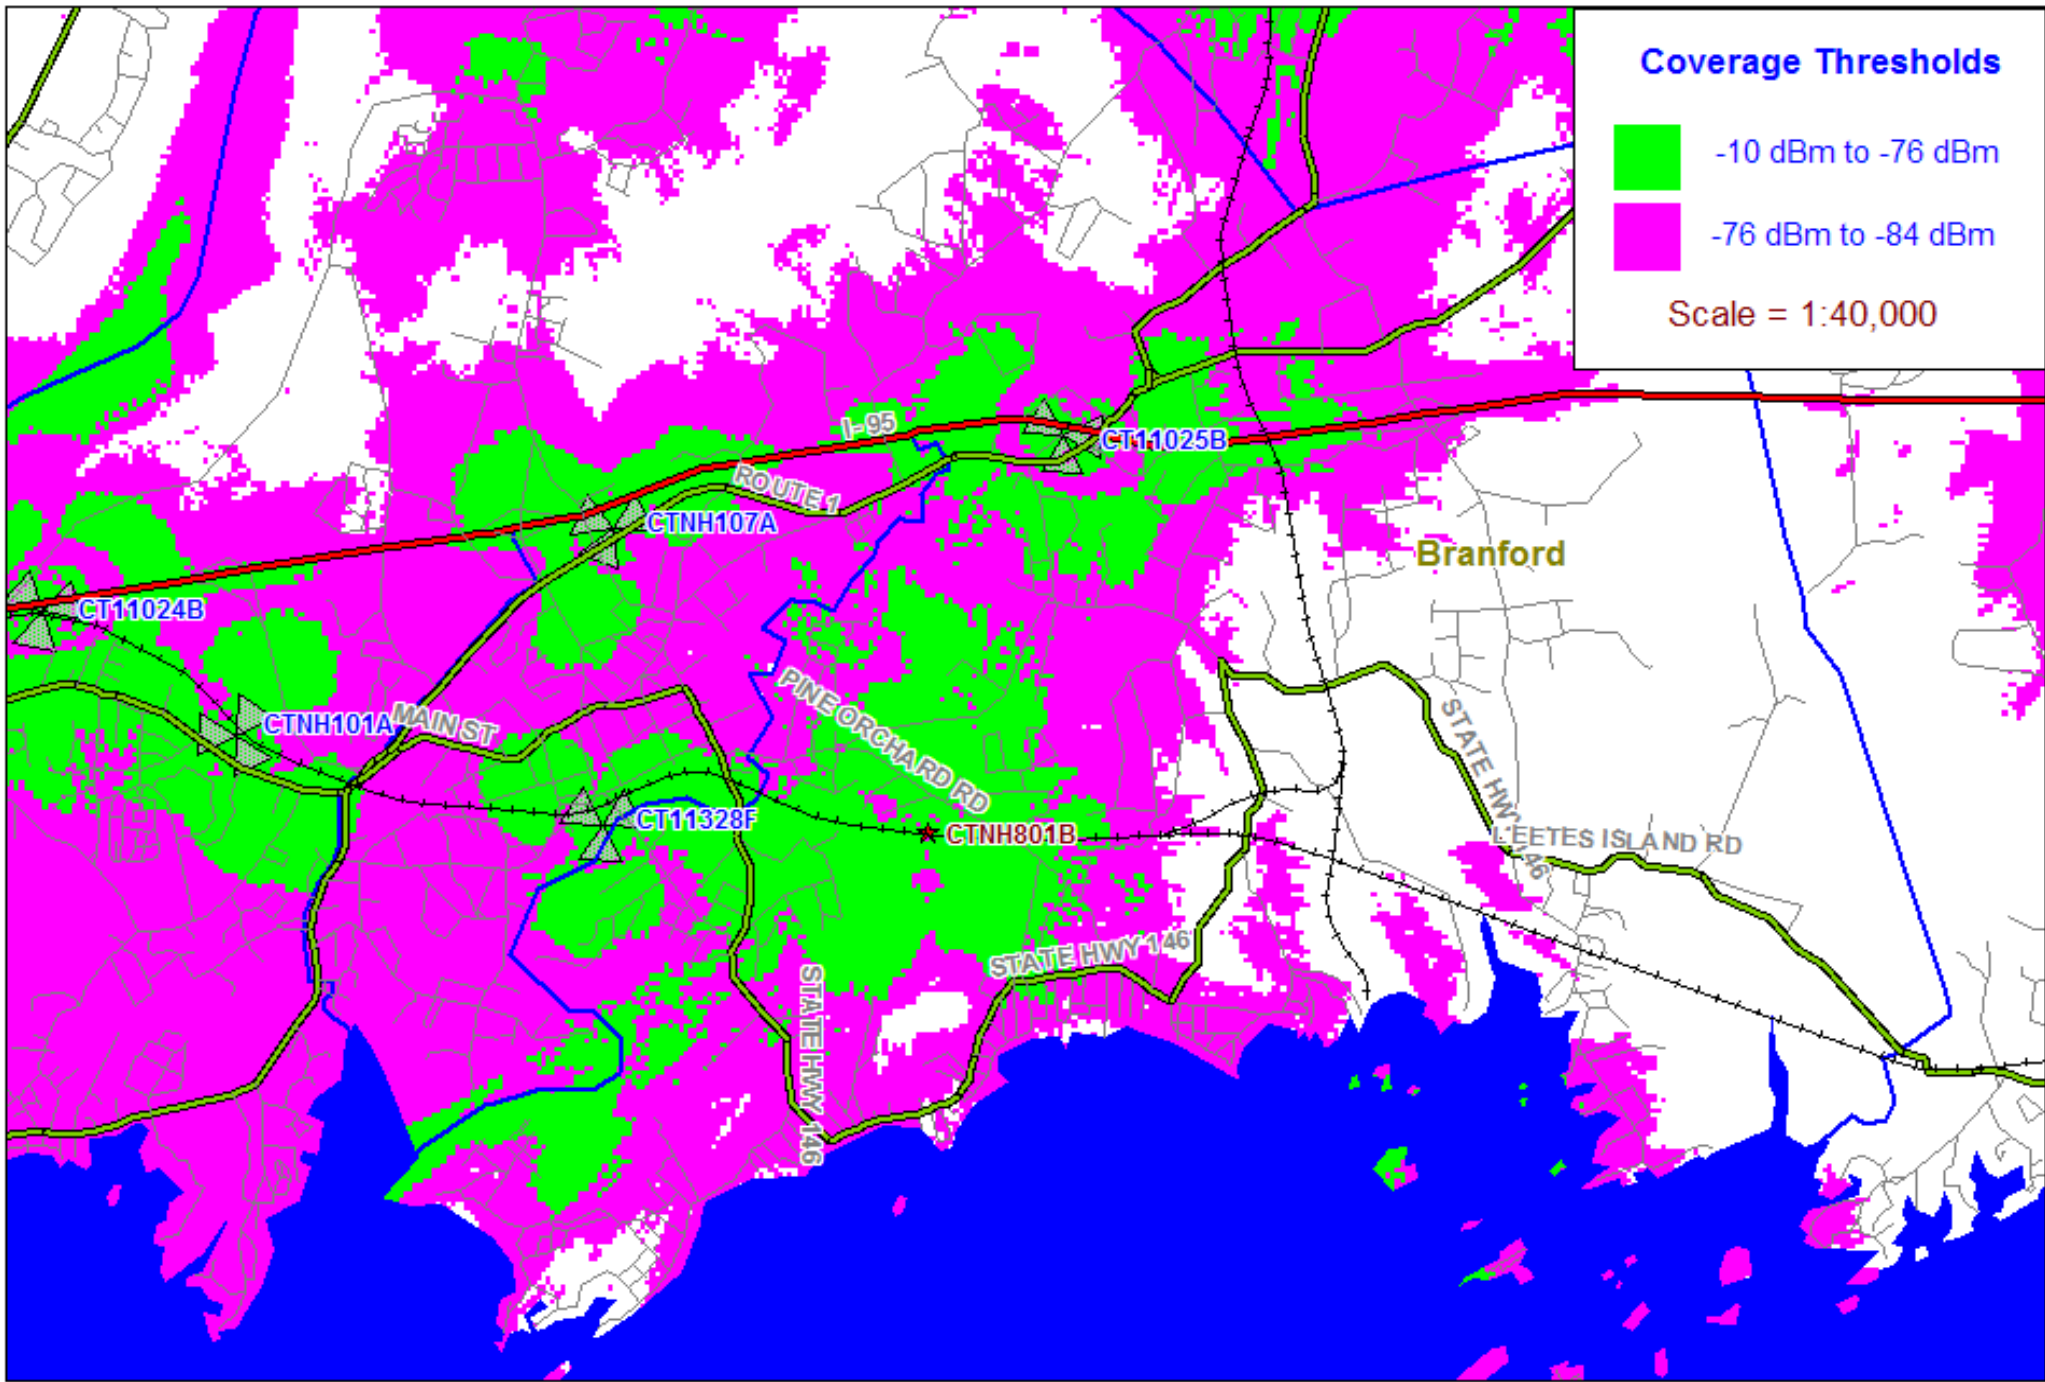 Coverage Thresholds
-10 dBm to -76 dBm
-76 dBm to -84 dBm
Scale = 1:40,000
I-95
CT11025B
ROUTE 1
CTNH107A
Branford
CT11024B
PINE ORCHARD RD
MAIN ST
CTNH101A
STATE HWY 146
CT11328F
CTNH801B
LEETES ISLAND RD
STATE HWY 146
STATE HWY 146